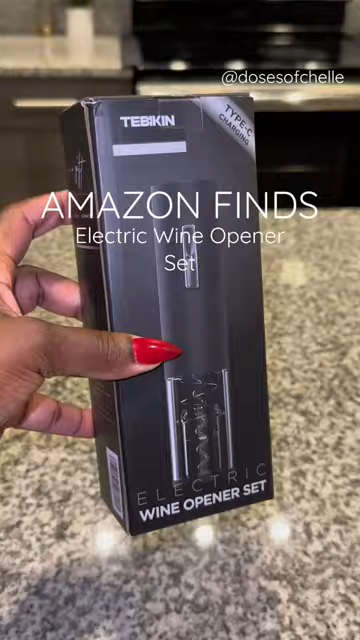 @dosesofchelle
TEBIKIN
TYPE-C
CHARGING
AMAZON FINDS
Electric Wine Opener
Set
ELECTRIC
WINE OPENER SET